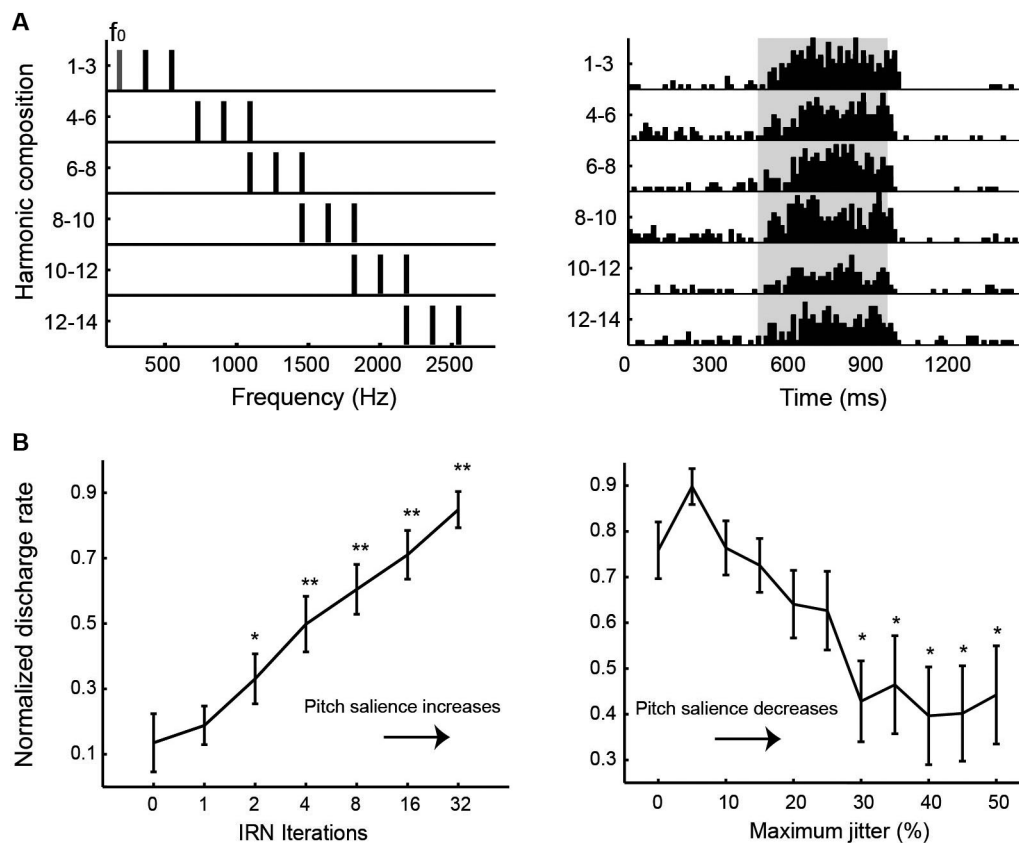 A
f0
Harmonic composition
1-3
4-6
6-8
8-10
10-12
12-14
500 1000 1500 2000 2500
Frequency (Hz)
1-3
4-6
6-8
8-10
10-12
12-14
0 300 600 900 1200
Time (ms)
B
Normalized discharge rate
0.9
0.7
0.5
0.3
0.1
* ** ** ** **
Pitch salience increases
0 1 2 4 8 16 32
IRN Iterions
0.9
0.8
0.7
0.6
0.5
0.4
0.3
* * * * *
Pitch salience decreases
0 10 20 30 40 50
Maximum jitter (%)